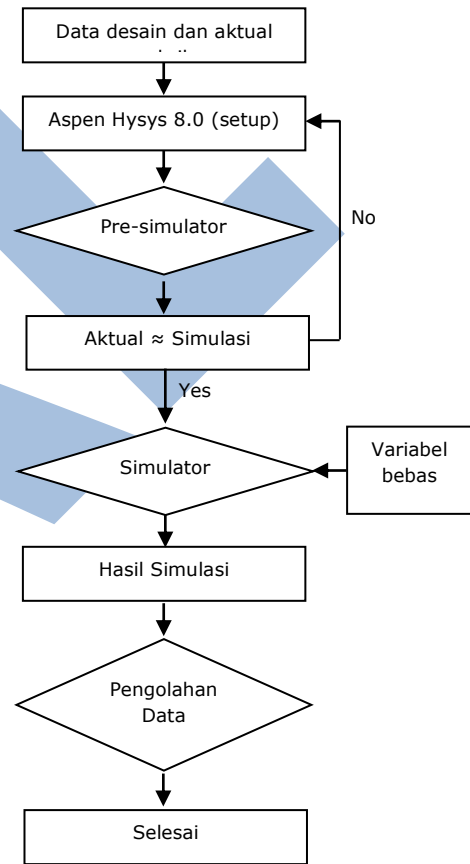 Data desain dan aktual
Aspen Hysys 8.0 (setup)
Pre-simulator
No
Aktual ≈ Simulasi
Yes
Simulator
Variabel
bebas
Hasil Simulasi
Pengolahan
Data
Selesai